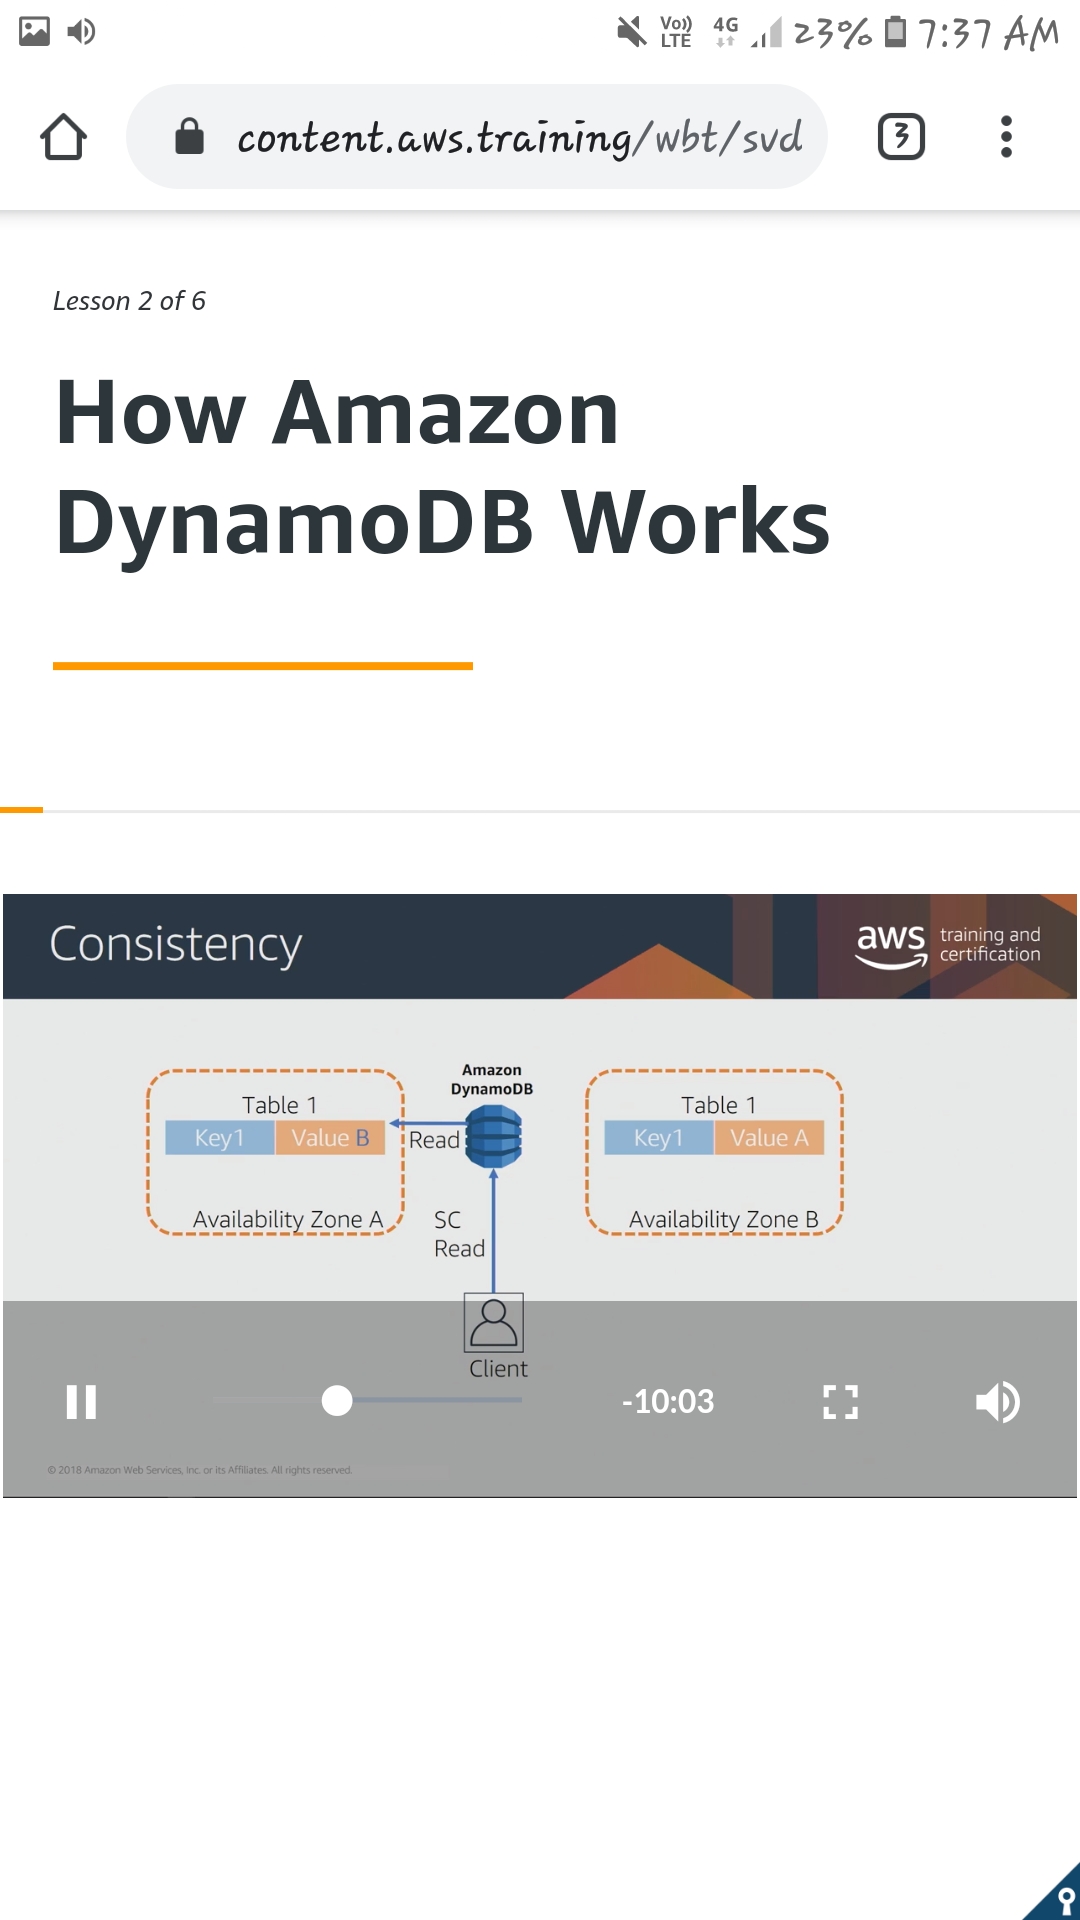 Vo)) LTE 4G 23% 7:37 AM
content.aws.training/wbt/svd
3
Lesson 2 of 6
How Amazon
DynamoDB Works
Consistency
aws training and
certification
Amazon
DynamoDB
Table 1
Key1 Value B
Read
Availability Zone A
Table 1
Key1 Value A
Availability Zone B
SC
Read
Client
-10:03
© 2018 Amazon Web Services, Inc. or its Affiliates. All rights reserved.